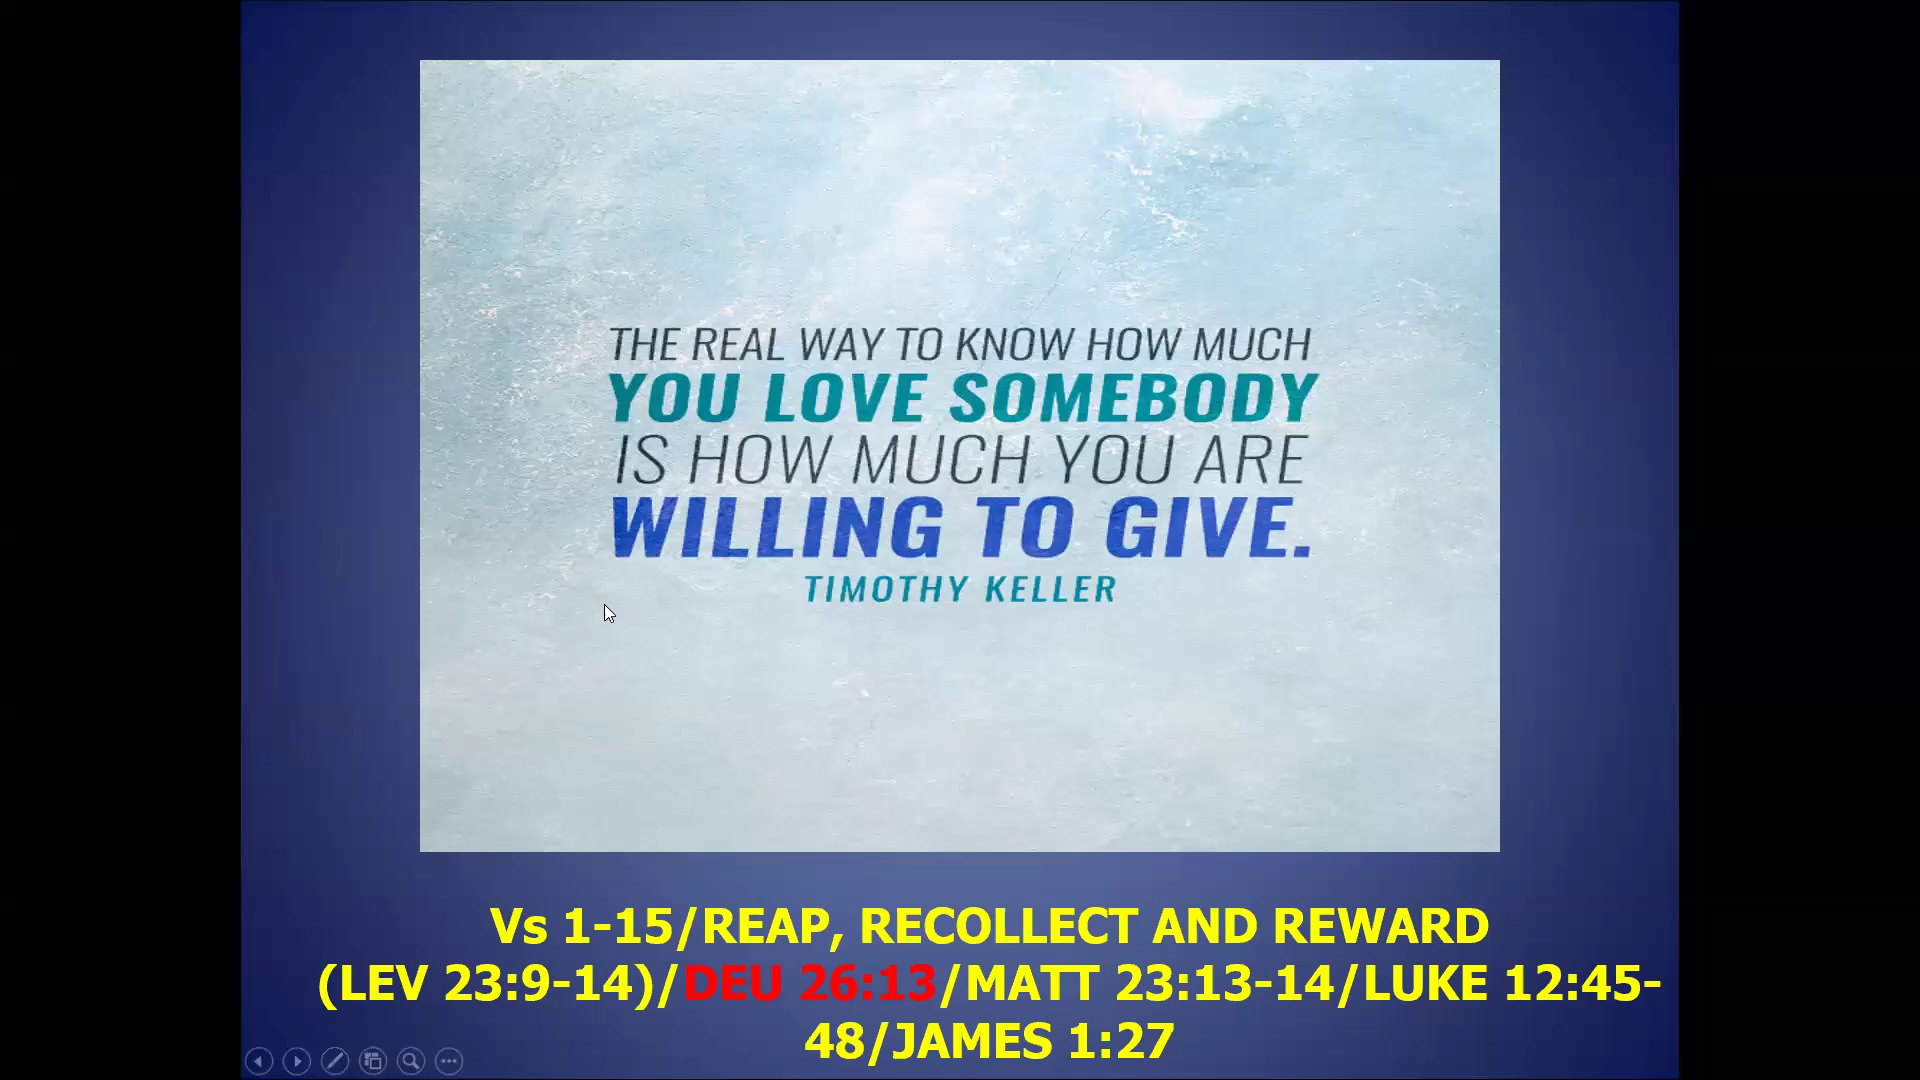 THE REAL WAY TO KNOW HOW MUCH
YOU LOVE SOMEBODY
IS HOW MUCH YOU ARE
WILLING TO GIVE.
TIMOTHY KELLER
Vs 1-15/REAP, RECOLLECT AND REWARD
(LEV 23:9-14)/DEU 26:13/MATT 23:13-14/LUKE 12:45-
48/JAMES 1:27